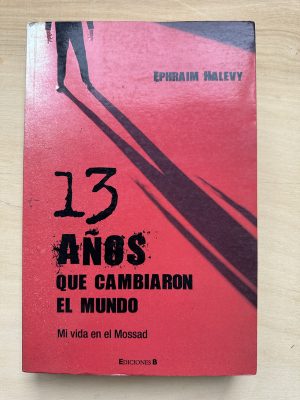 EPHRAIM HALEVY
13
AÑOS
QUE CAMBIARON
EL MUNDO
Mi vida en el Mossad
EDICIONES B